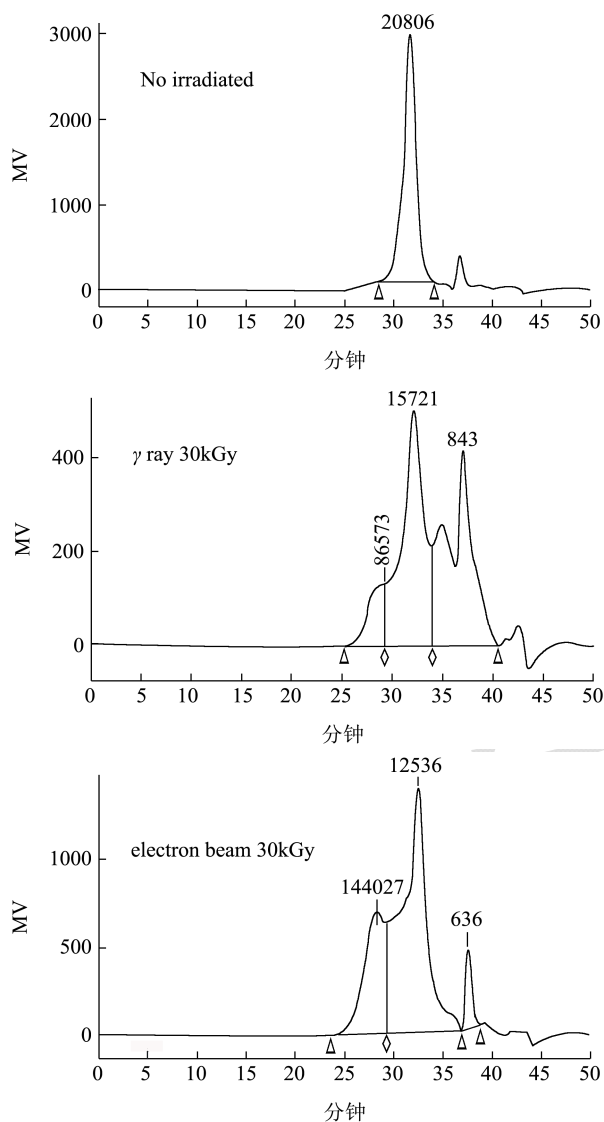 20806
3000
No irradiated
2000
MV
1000
0
0 5 10 15 20 25 30 35 40 45 50
分钟
15721
843
400
γ ray 30kGy
86573
MV
200
0
0 5 10 15 20 25 30 35 40 45 50
分钟
12536
1000
electron beam 30kGy
144027
636
MV
500
0
0 5 10 15 20 25 30 35 40 45 50
分钟